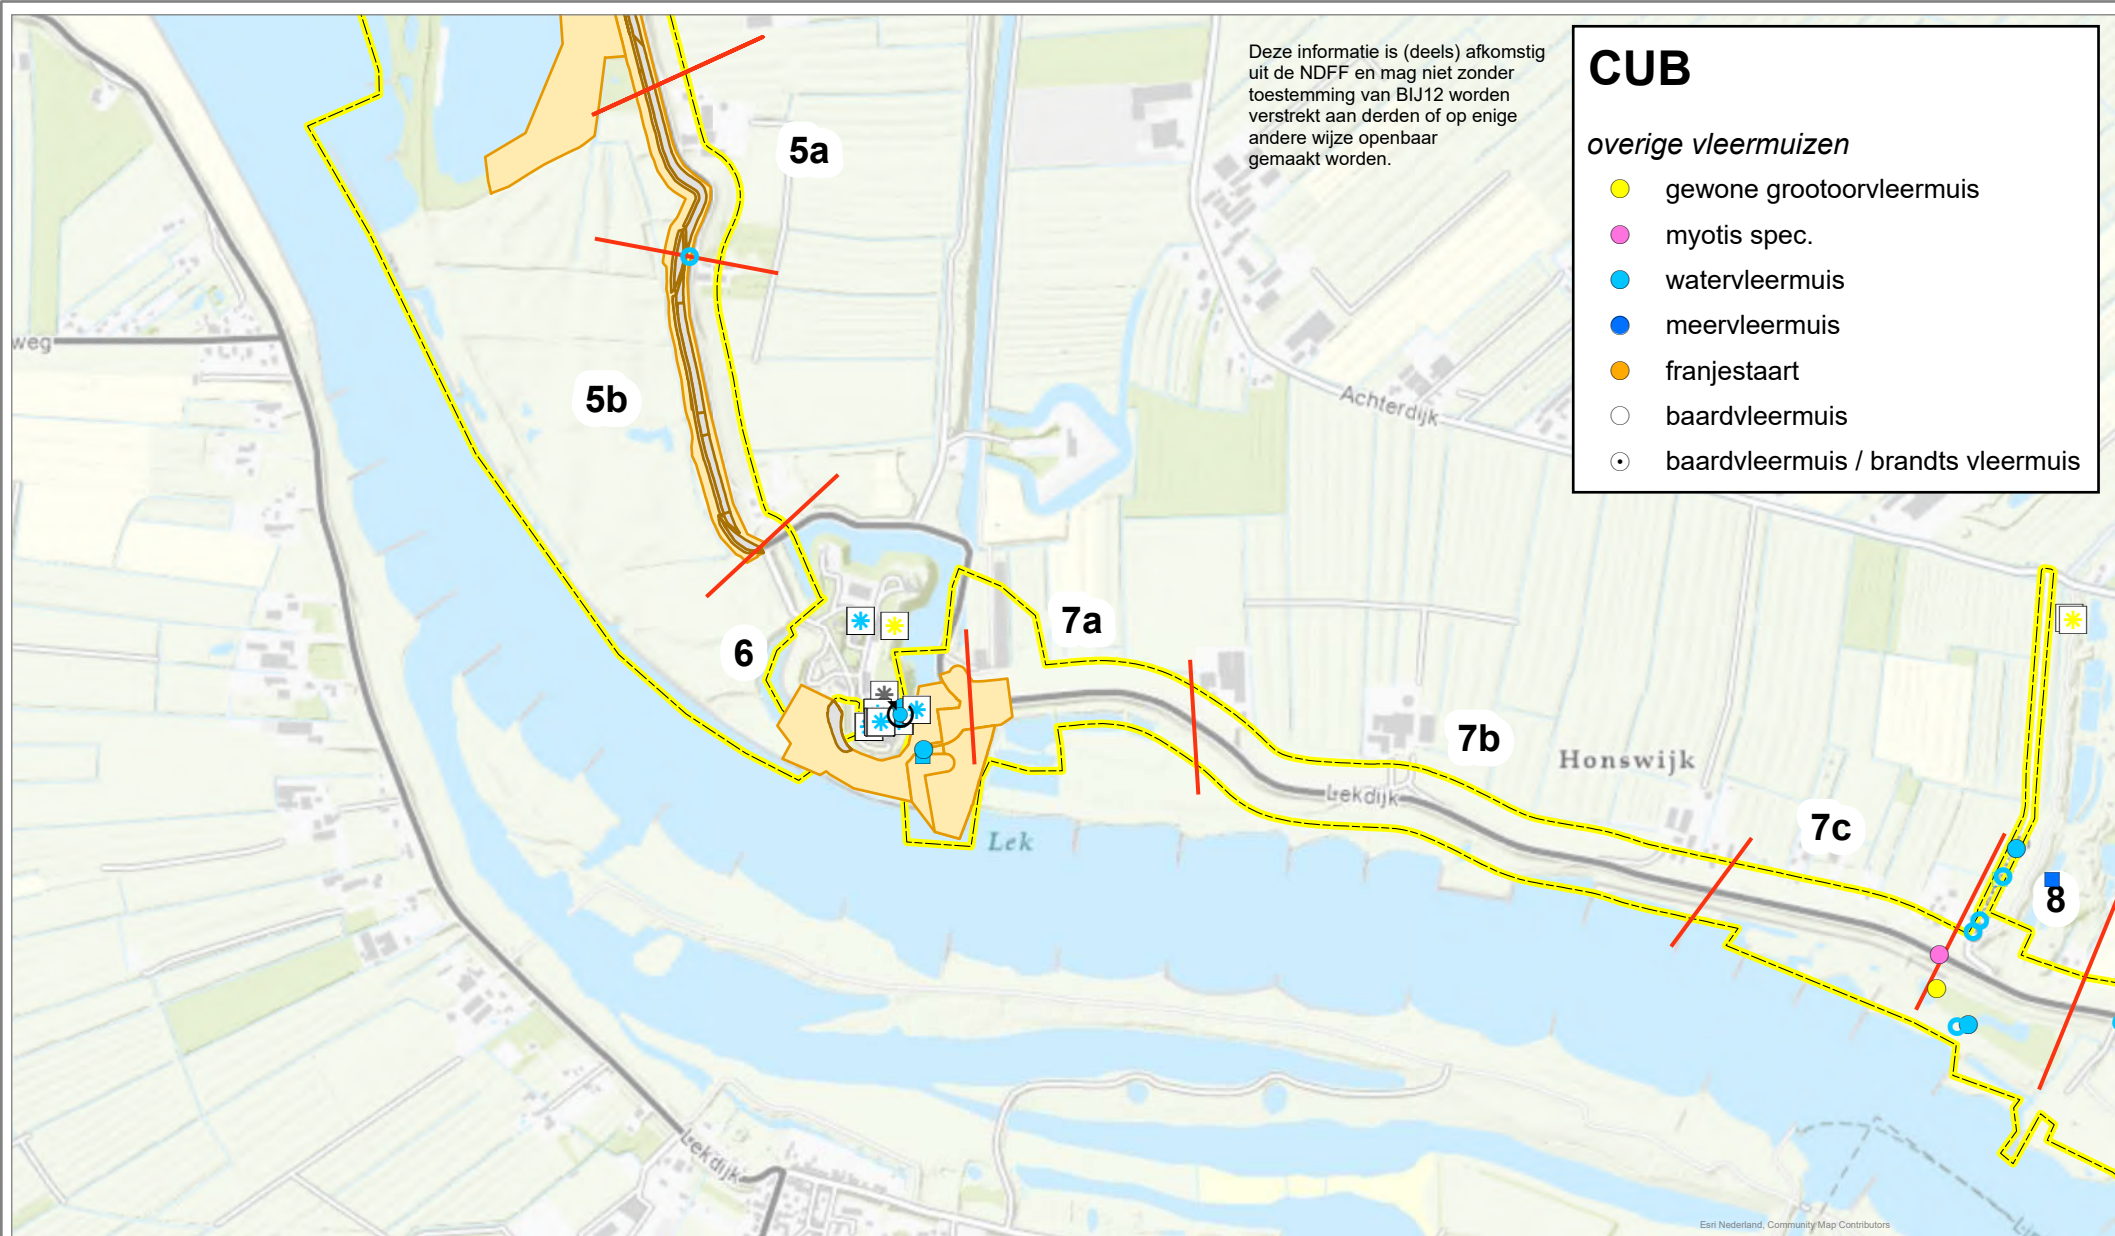 Deze informatie is (deels) afkomstig
uit de NDFF en mag niet zonder
toestemming van BIJ12 worden
verstrekt aan derden of op enige
andere wijze openbaar
gemaakt worden.
CUB
overige vleermuizen
gewone grootoorvleermuis
myotis spec.
watervleermuis
meervleermuis
franjestaart
baardvleermuis
baardvleermuis / brandts vleermuis
5a
weg
5b
Achterdijk
6
7a
7b
Honswijk
Lekdijk
7c
Lek
8
Lekdijk
Esri Nederland, Community Map Contributors